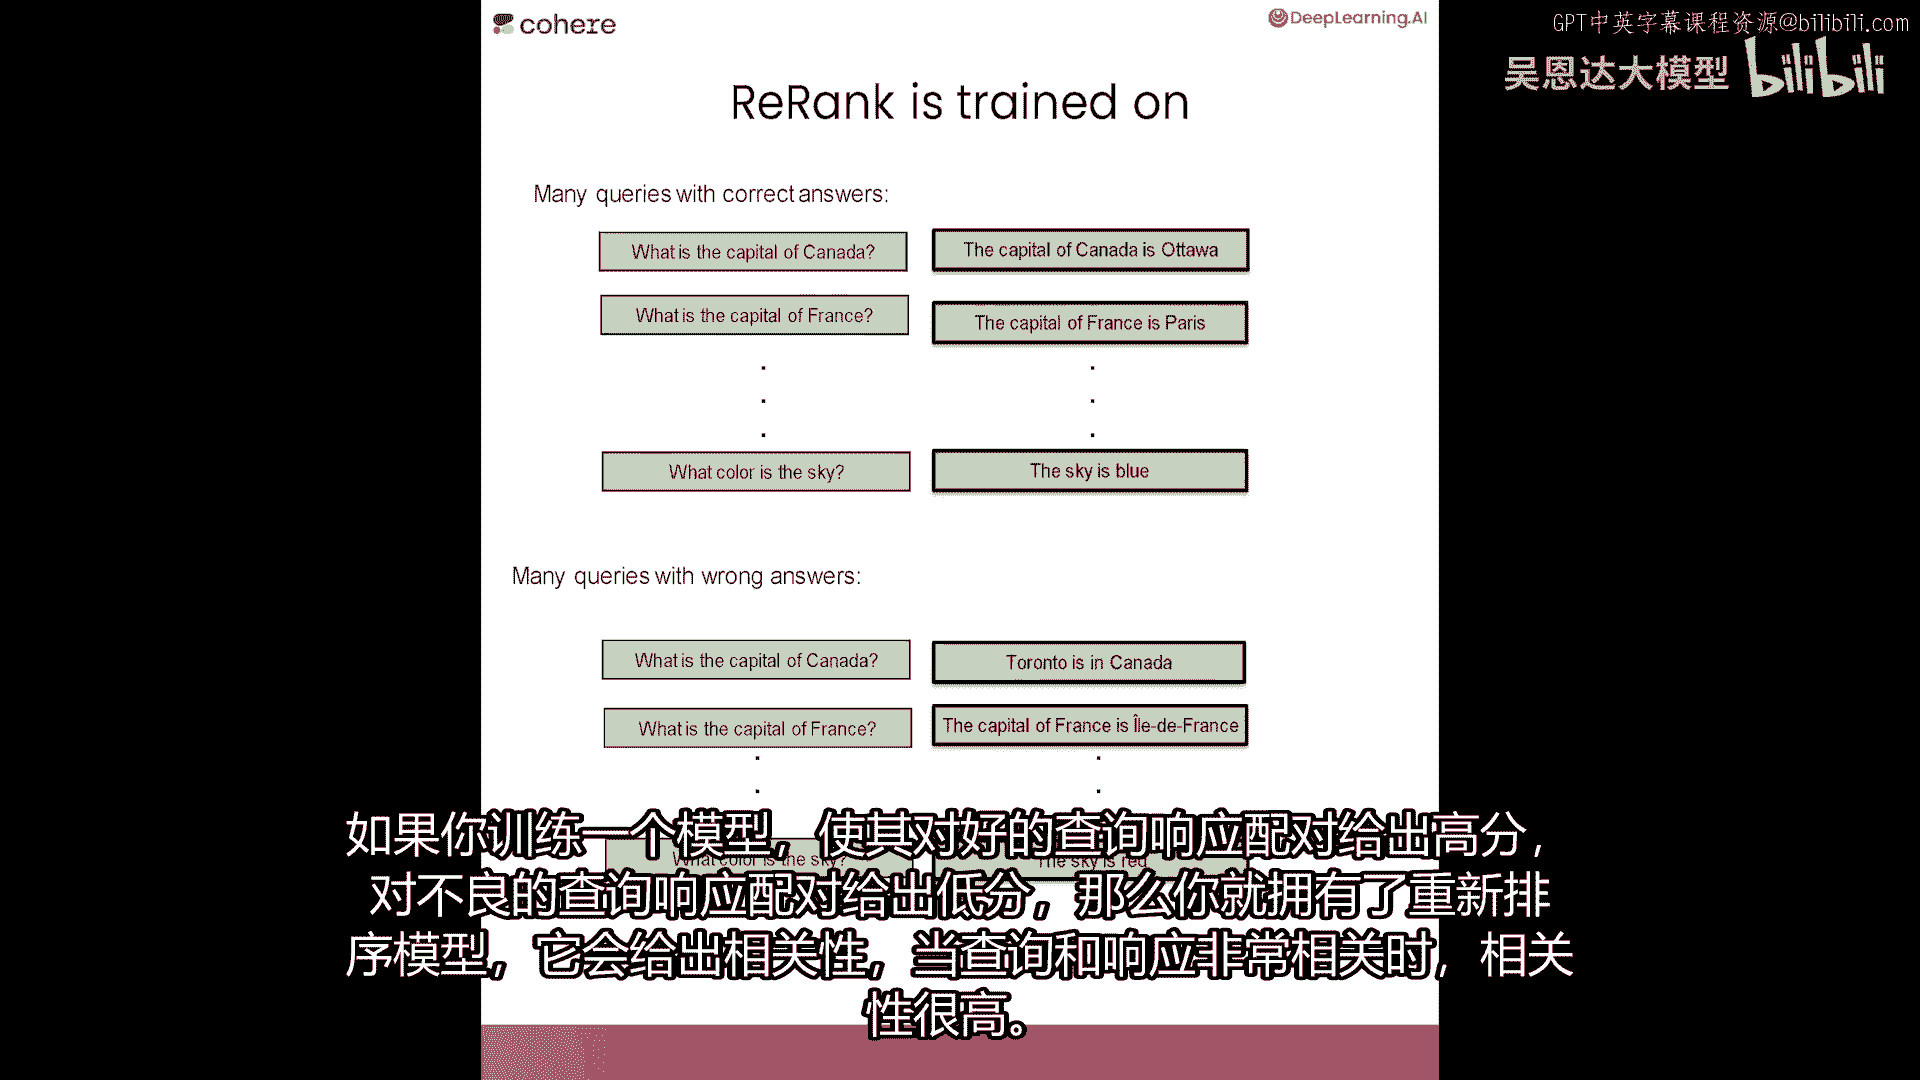 cohere
DeepLearning.AI
GPT中英字幕课程资源@bilibili.com
吴恩达大模型 bilibili
ReRank is trained on
Many queries with correct answers:
What is the capital of Canada? The capital of Canada is Ottawa
What is the capital of France? The capital of France is Paris
What color is the sky? The sky is blue
Many queries with wrong answers:
What is the capital of Canada? Toronto is in Canada
What is the capital of France? The capital of France is Île-de-France
What color is the sky? The sky is red
如果你训练一个模型，使其对好的查询响应配对给出高分，
对不良的查询响应配对给出低分，那么你就拥有了重新排
序模型，它会给出相关性，当查询和响应非常相关时，相关
性很高。